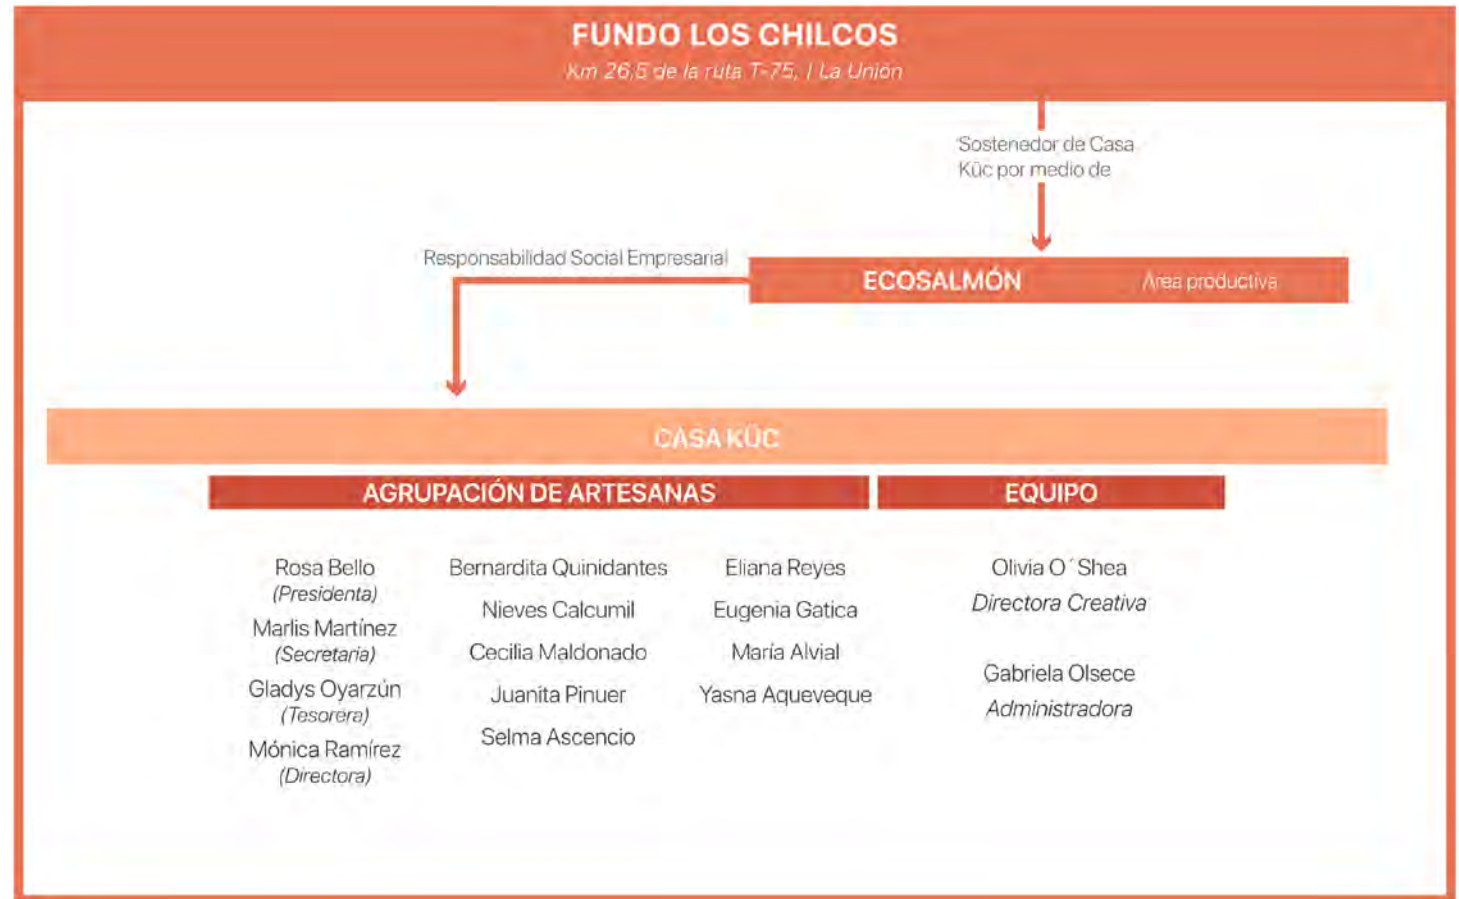 FUNDO LOS CHILCOS
Km 26,5 de la ruta T-75, | La Unión
Sostenedor de Casa
Küc por medio de
Responsabilidad Social Empresarial
ECOSALMÓN
Área productiva
CASA KÜC
AGRUPACIÓN DE ARTESANAS
EQUIPO
Rosa Bello
(Presidenta)
Marlis Martínez
(Secretaria)
Gladys Oyarzún
(Tesorera)
Mónica Ramírez
(Directora)
Bernardita Quinidantes
Nieves Calcumil
Cecilia Maldonado
Juanita Pinuer
Selma Ascencio
Eliana Reyes
Eugenia Gatica
María Alvial
Yasna Aqueveque
Olivia O´Shea
Directora Creativa
Gabriela Olsece
Administradora